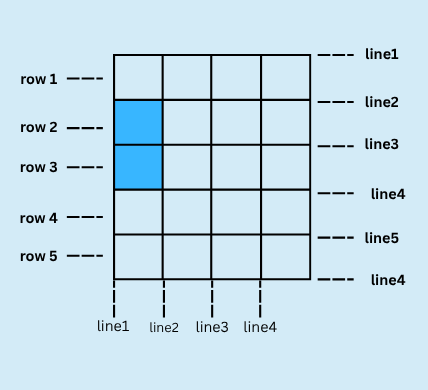 line1
row 1
line2
row 2
line3
row 3
line4
row 4
line5
row 5
line4
line1 line2 line3 line4